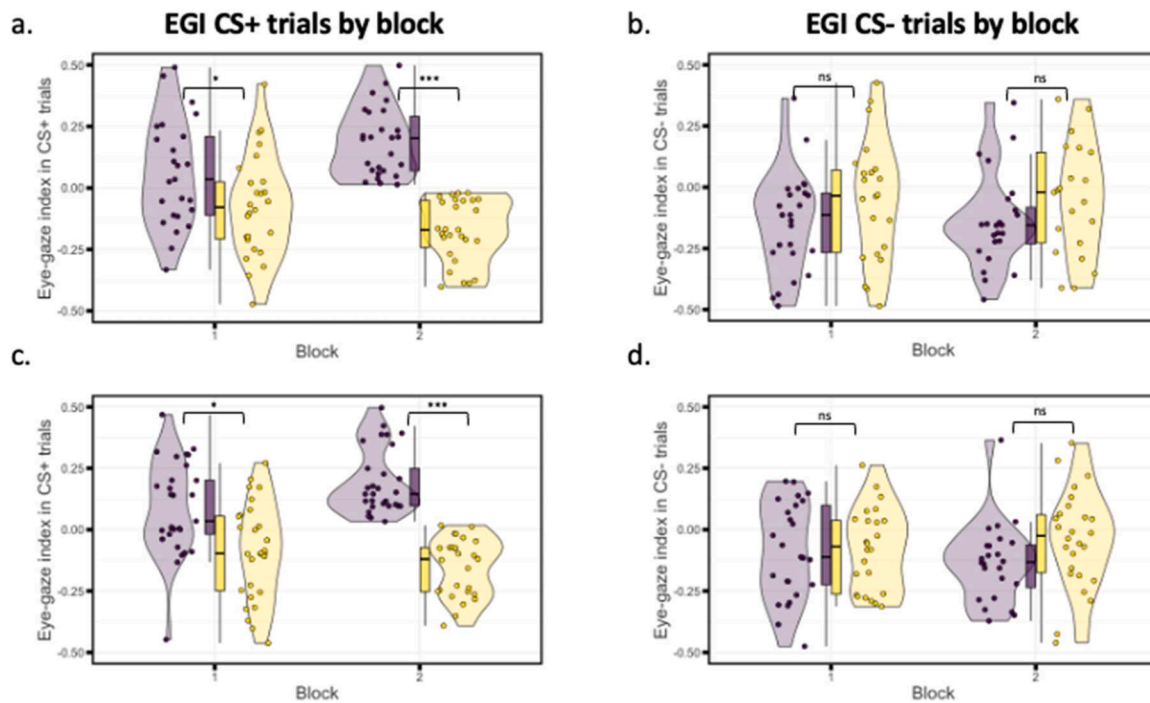 a.
EGI CS+ trials by block
Eye-gaze index in CS+ trials
0.50
0.25
0.00
-0.25
-0.50
*
***
1
2
Block
b.
EGI CS- trials by block
Eye-gaze index in CS- trials
0.50
0.25
0.00
-0.25
-0.50
ns
ns
1
2
Block
c.
Eye-gaze index in CS+ trials
0.50
0.25
0.00
-0.25
-0.50
*
***
1
2
Block
d.
Eye-gaze index in CS- trials
0.50
0.25
0.00
-0.25
-0.50
ns
ns
1
2
Block